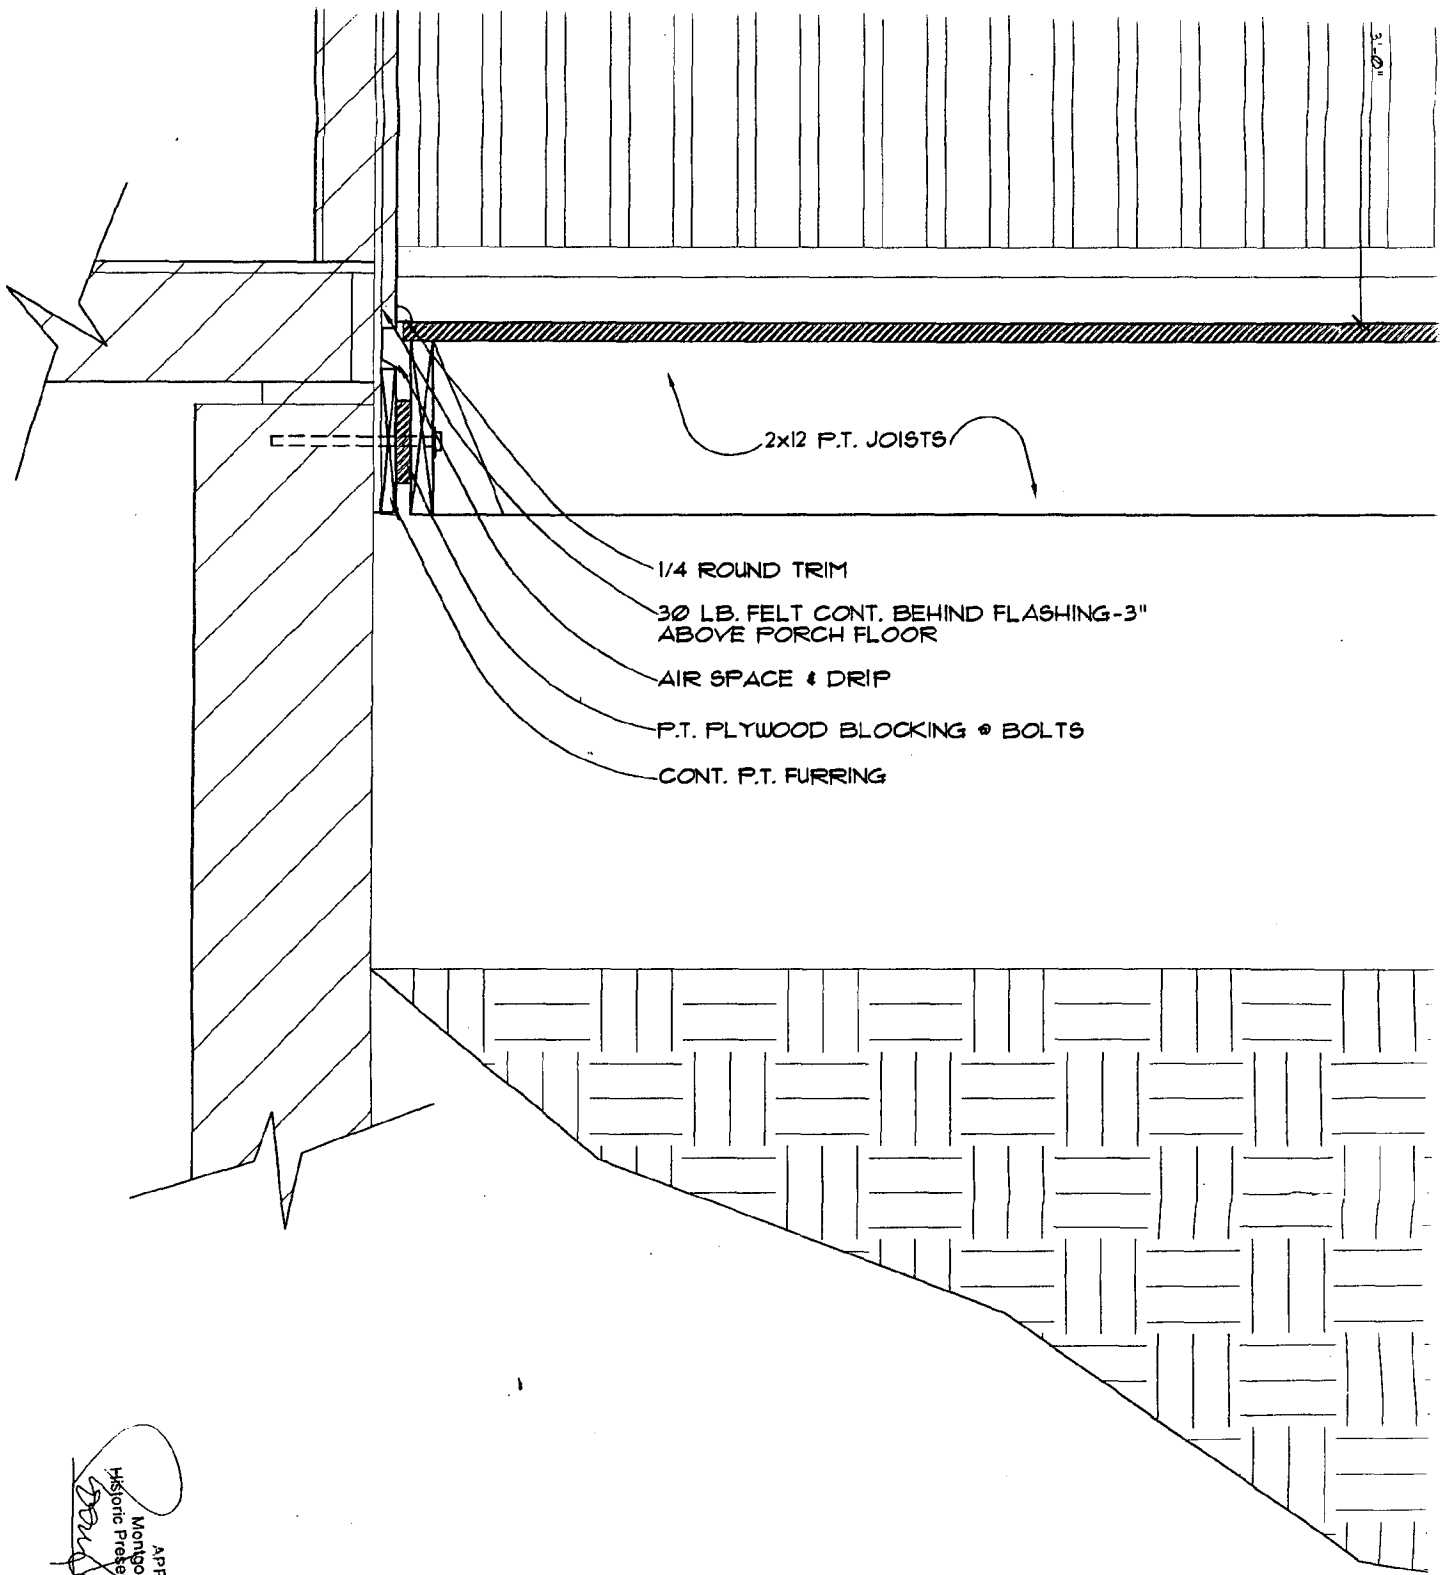 3'-0"
2x12 P.T. JOISTS
1/4 ROUND TRIM
30 LB. FELT CONT. BEHIND FLASHING-3"
ABOVE PORCH FLOOR
AIR SPACE & DRIP
P.T. PLYWOOD BLOCKING @ BOLTS
CONT. P.T. FURRING
APP
Montgo
Historic Prese